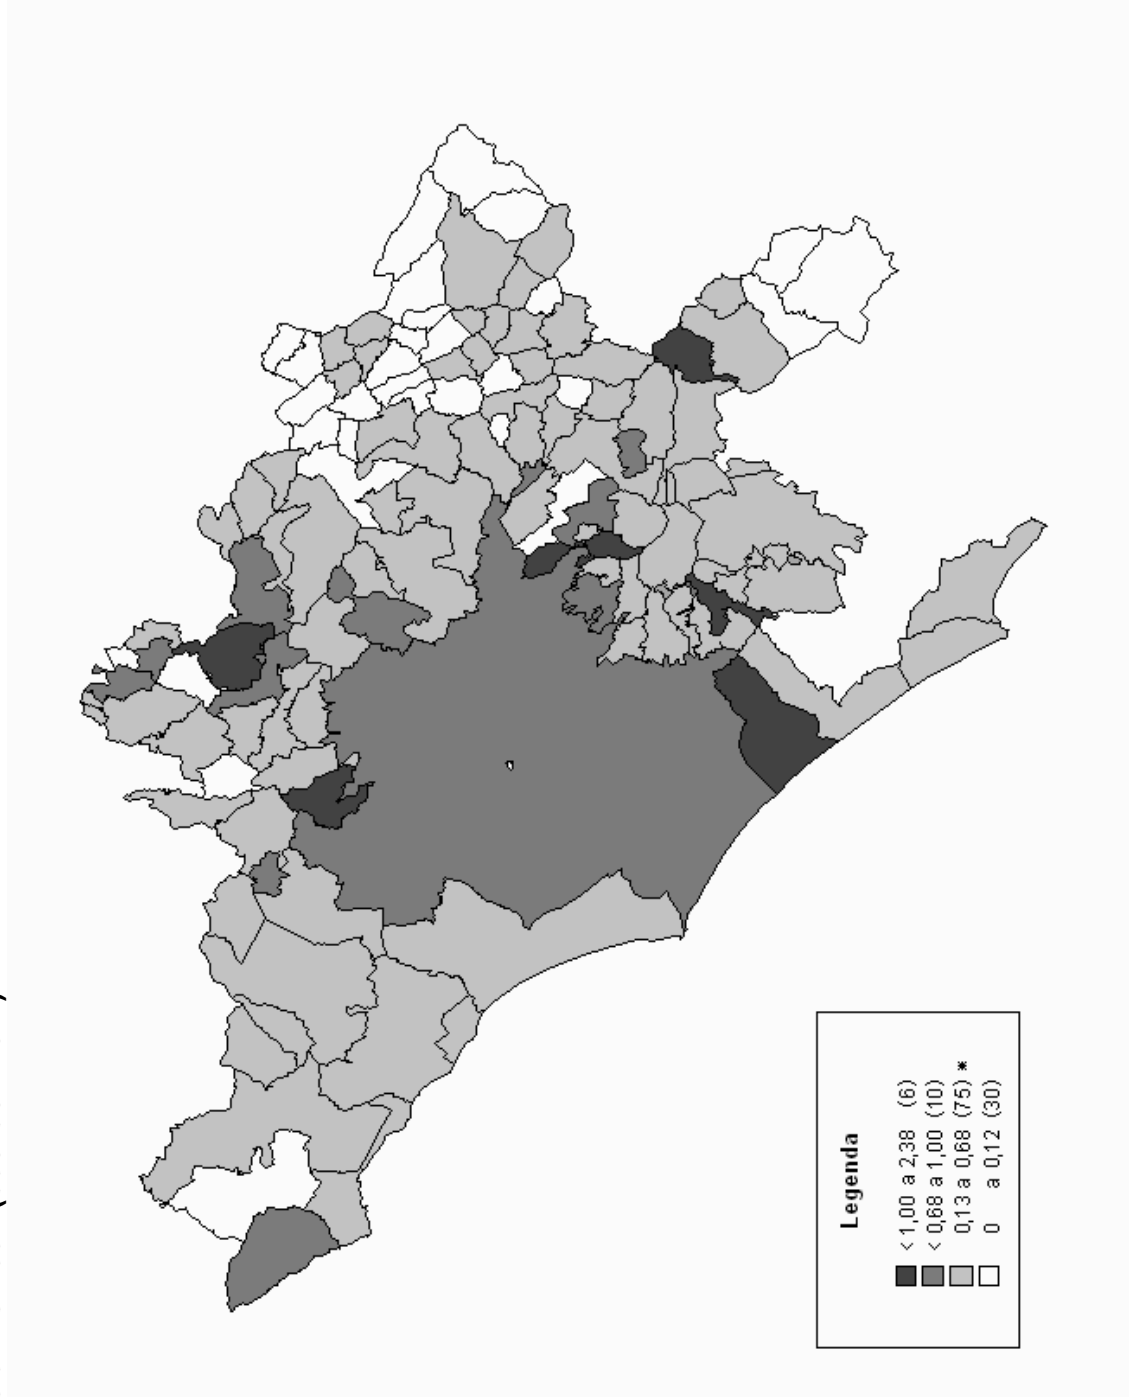 Legenda
< 1,00 a 2,38 (6)
< 0,68 a 1,00 (10)
0,13 a 0,68 (75) *
0 a 0,12 (30)